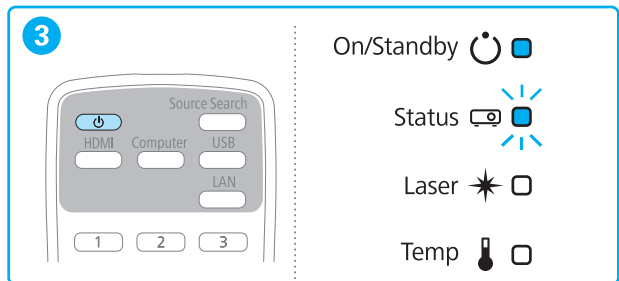 3
Source Search
HDMI Computer USB
LAN
1 2 3
On/Standby
Status
Laser
Temp